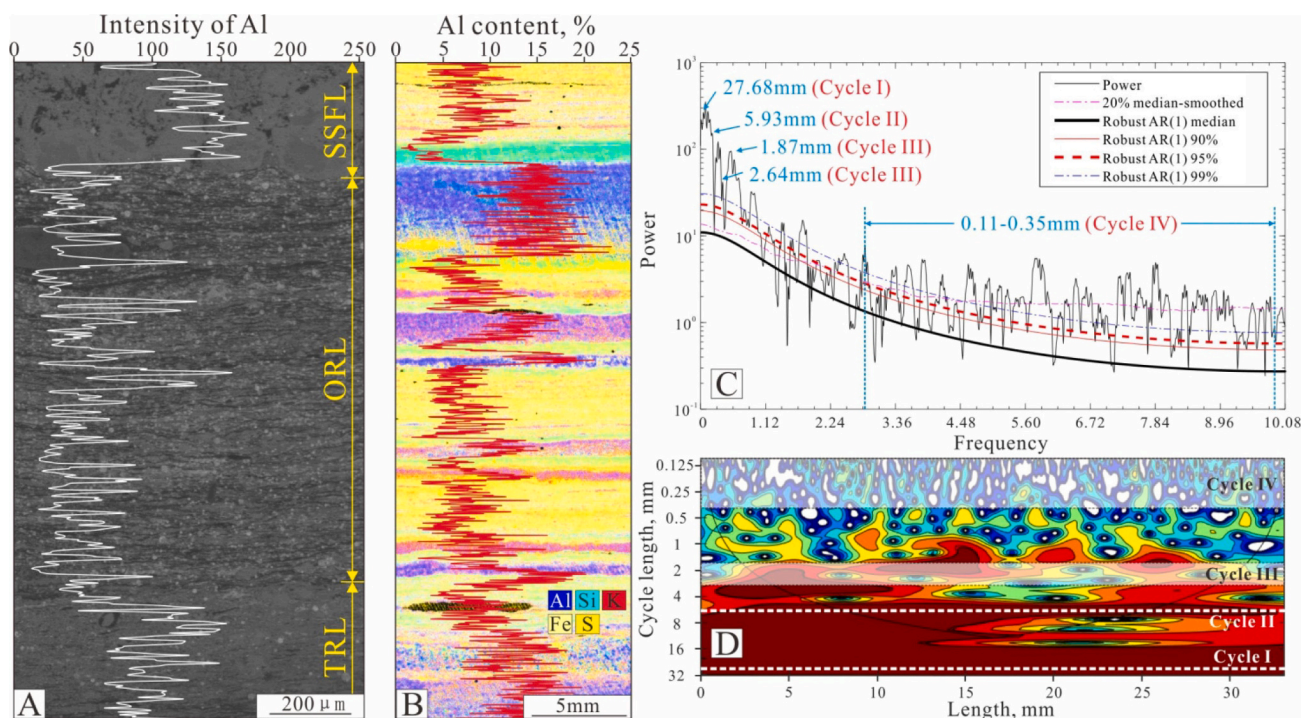 Intensity of Al
0 50 100 150 200 250
SSFL
ORL
TRL
A
200 μm
Al content, %
0 5 10 15 20 25
Al Si K
Fe S
B
5mm
10³
10²
10¹
10⁰
10⁻¹
Power
27.68mm (Cycle I)
5.93mm (Cycle II)
1.87mm (Cycle III)
2.64mm (Cycle III)
Power
20% median-smoothed
Robust AR(1) median
Robust AR(1) 90%
Robust AR(1) 95%
Robust AR(1) 99%
0.11-0.35mm (Cycle IV)
C
0 1.12 2.24 3.36 4.48 5.60 6.72 7.84 8.96 10.08
Frequency
Cycle length, mm
0.125
0.25
0.5
1
2
4
8
16
32
Cycle IV
Cycle III
Cycle II
Cycle I
D
0 5 10 15 20 25 30
Length, mm